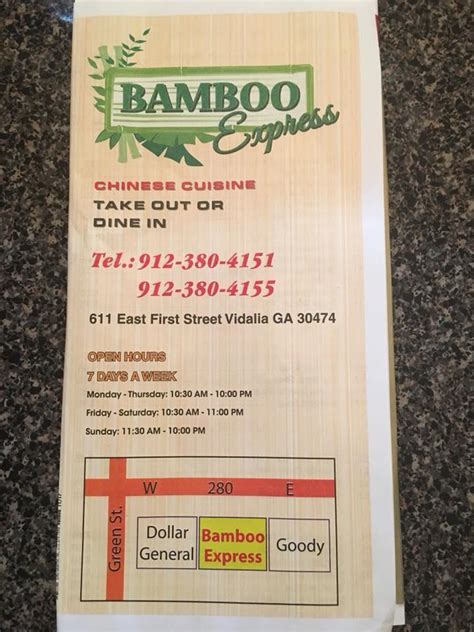 BAMBOO
Express
CHINESE CUISINE
TAKE OUT OR
DINE IN
Tel.: 912-380-4151
912-380-4155
611 East First Street Vidalia GA 30474
OPEN HOURS
7 DAYS A WEEK
Monday - Thursday: 10:30 AM - 10:00 PM
Friday - Saturday: 10:30 AM - 11:00 PM
Sunday: 11:30 AM - 10:00 PM
W 280 E
Green St.
Dollar
General
Bamboo
Express
Goody